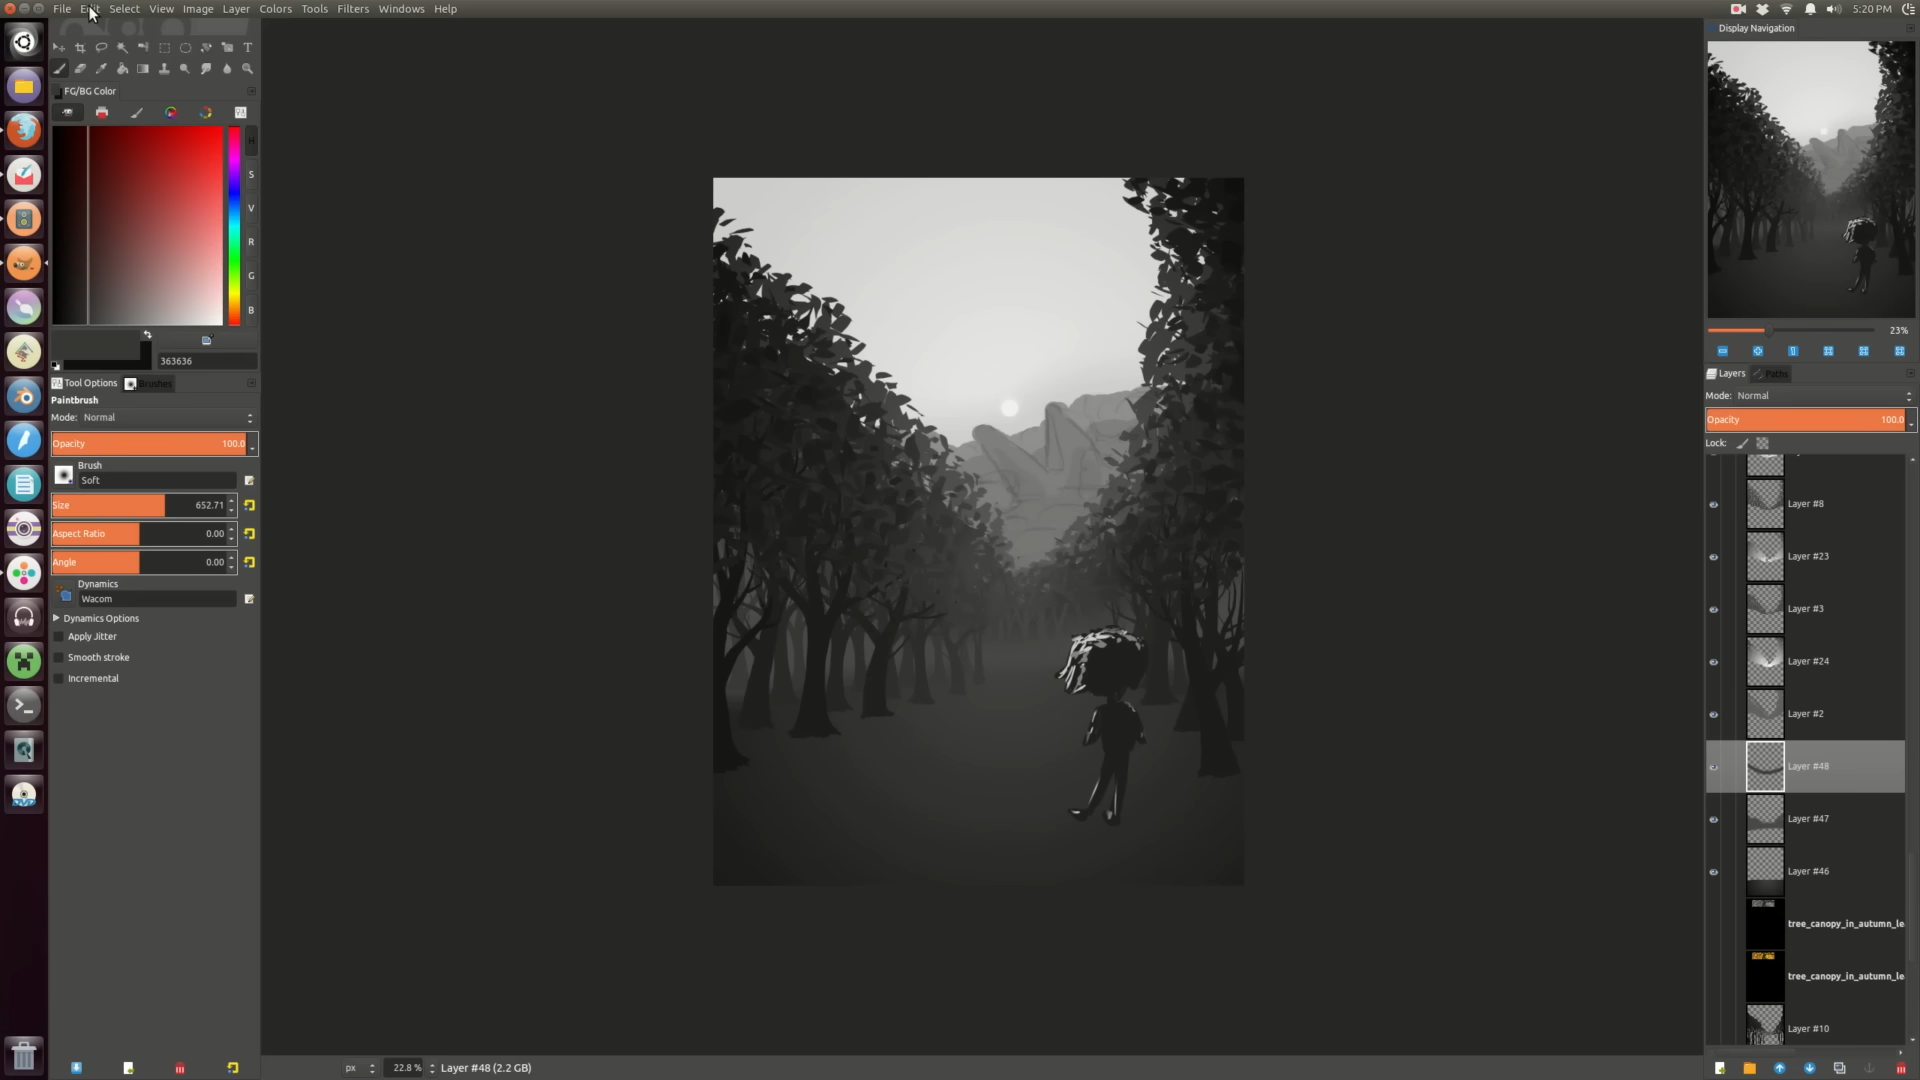 File Edit Select View Image Layer Colors Tools Filters Windows Help
5:20 PM
Display Navigation
FG/BG Color
H
S
V
R
G
B
363636
23%
Tool Options
Brushes
Paintbrush
Mode: Normal
Opacity 100.0
Brush
Soft
Size 652.71
Aspect Ratio 0.00
Angle 0.00
Dynamics
Wacom
Dynamics Options
Apply Jitter
Smooth stroke
Incremental
Layers
Paths
Mode: Normal
Opacity 100.0
Lock:
Layer #8
Layer #23
Layer #3
Layer #24
Layer #2
Layer #48
Layer #47
Layer #46
tree_canopy_in_autumn_le
tree_canopy_in_autumn_le
Layer #10
px
22.8 %
Layer #48 (2.2 GB)